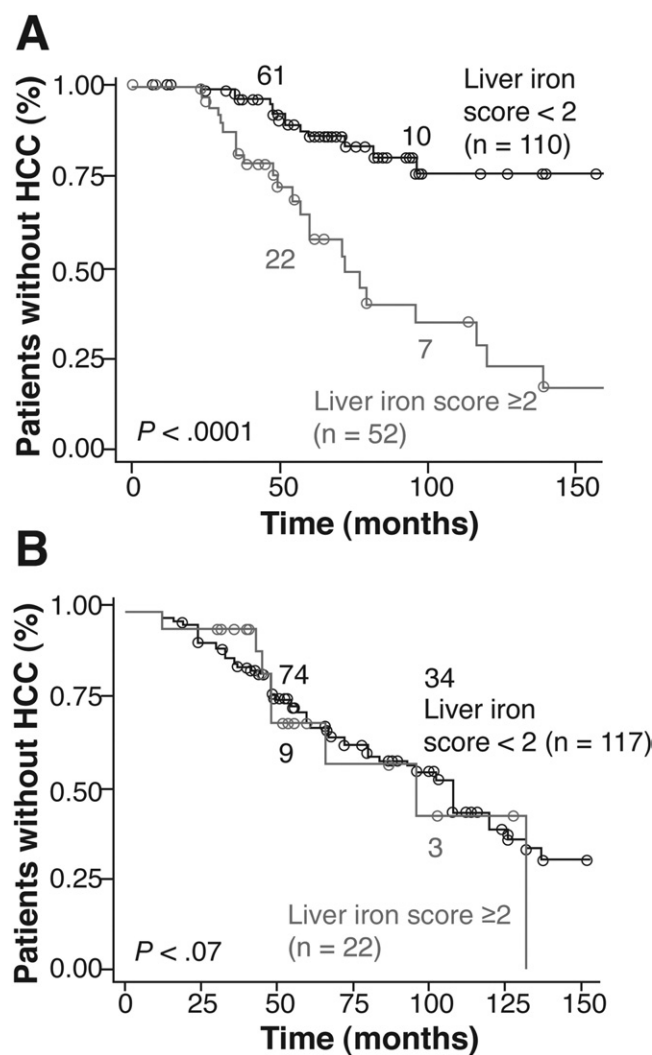 A
Patients without HCC (%)
1.00
0.75
0.50
0.25
0.00
61
10
Liver iron
score < 2
(n = 110)
22
7
Liver iron score ≥2
(n = 52)
P < .0001
0
50
100
150
Time (months)
B
Patients without HCC (%)
1.00
0.75
0.50
0.25
0.00
74
34
Liver iron
score < 2 (n = 117)
9
3
Liver iron score ≥2
(n = 22)
P < .07
0
25
50
75
100
125
150
Time (months)